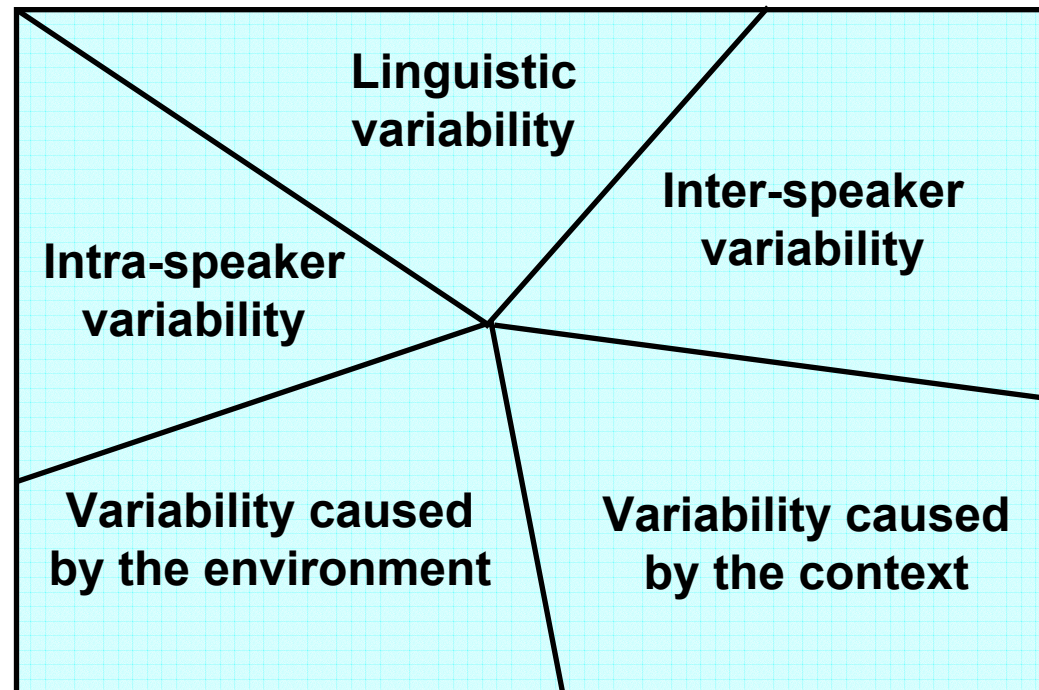 Linguistic
variability
Inter-speaker
variability
Intra-speaker
variability
Variability caused
by the environment
Variability caused
by the context